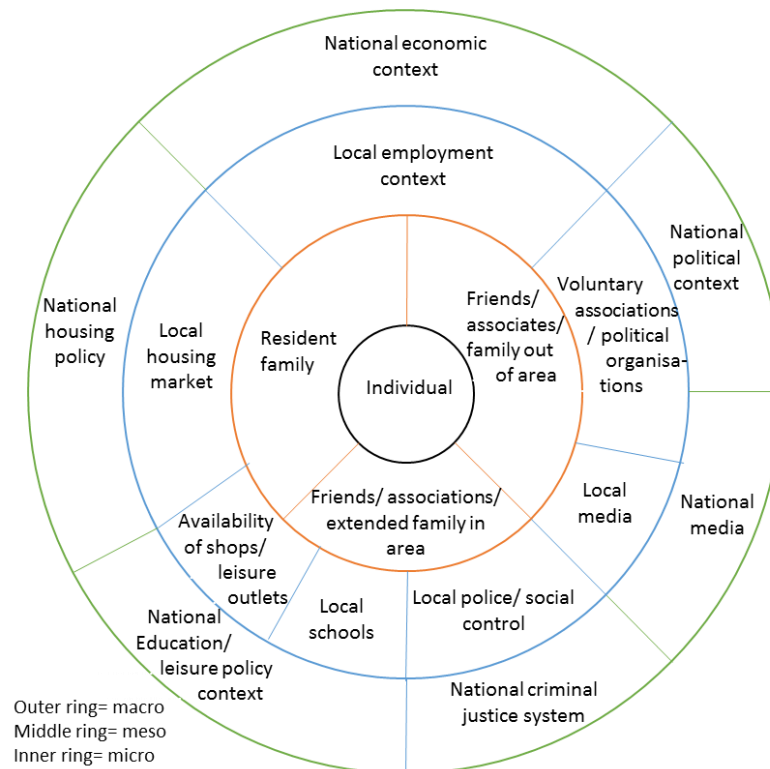 National economic
context
Local employment
context
National
political
context
Voluntary
associations
/ political
organisa-
tions
Friends/
associates/
family out
of area
National
housing
policy
Local
housing
market
Resident
family
Individual
Friends/ associations/
extended family in
area
Local
media
National
media
Availability
of shops/
leisure
outlets
Local
schools
Local police/ social
control
National
Education/
leisure policy
context
National criminal
justice system
Outer ring= macro
Middle ring= meso
Inner ring= micro